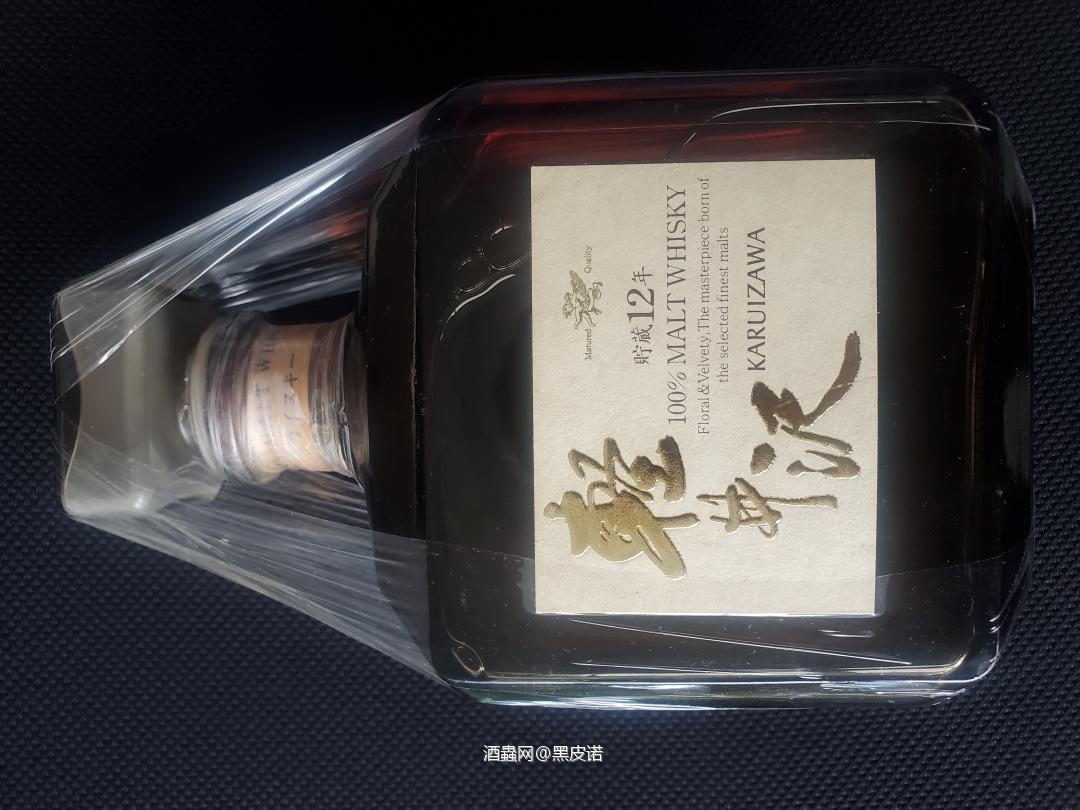 Matured Quality
貯蔵12年
100% MALT WHISKY
Floral & Velvety, The masterpiece born of
the selected finest malts
KARUIZAWA
軽井沢
酒蟲网@黑皮诺